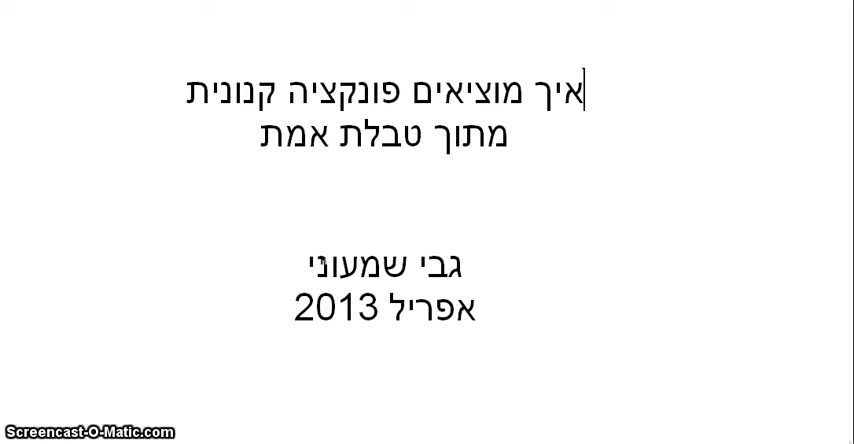 איך מוציאים פונקציה קנונית
מתוך טבלת אמת
גבי שמעוני
אפריל 2013
Screencast-O-Matic.com